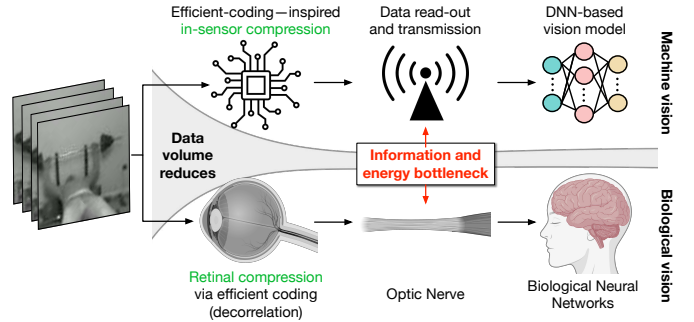 Efficient-coding—inspired
in-sensor compression
Data read-out
and transmission
DNN-based
vision model
Machine vision
Data
volume
reduces
Information and
energy bottleneck
Biological vision
Retinal compression
via efficient coding
(decorrelation)
Optic Nerve
Biological Neural
Networks